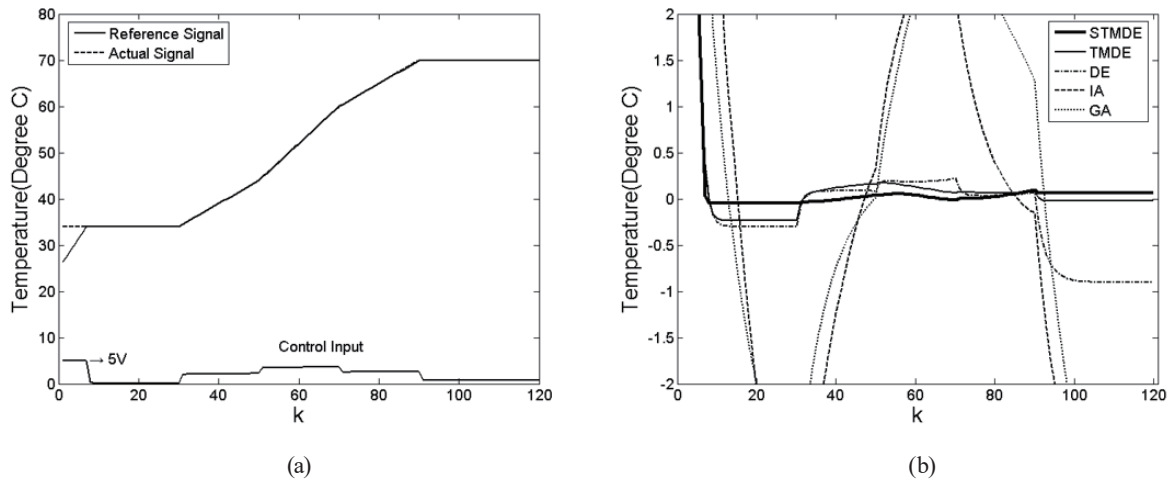 80
70
60
50
40
30
20
10
0
Temperature(Degree C)
Reference Signal
Actual Signal
→ 5V
Control Input
0 20 40 60 80 100 120
k
(a)
2
1.5
1
0.5
0
-0.5
-1
-1.5
-2
Temperature(Degree C)
STMDE
TMDE
DE
IA
GA
0 20 40 60 80 100 120
k
(b)